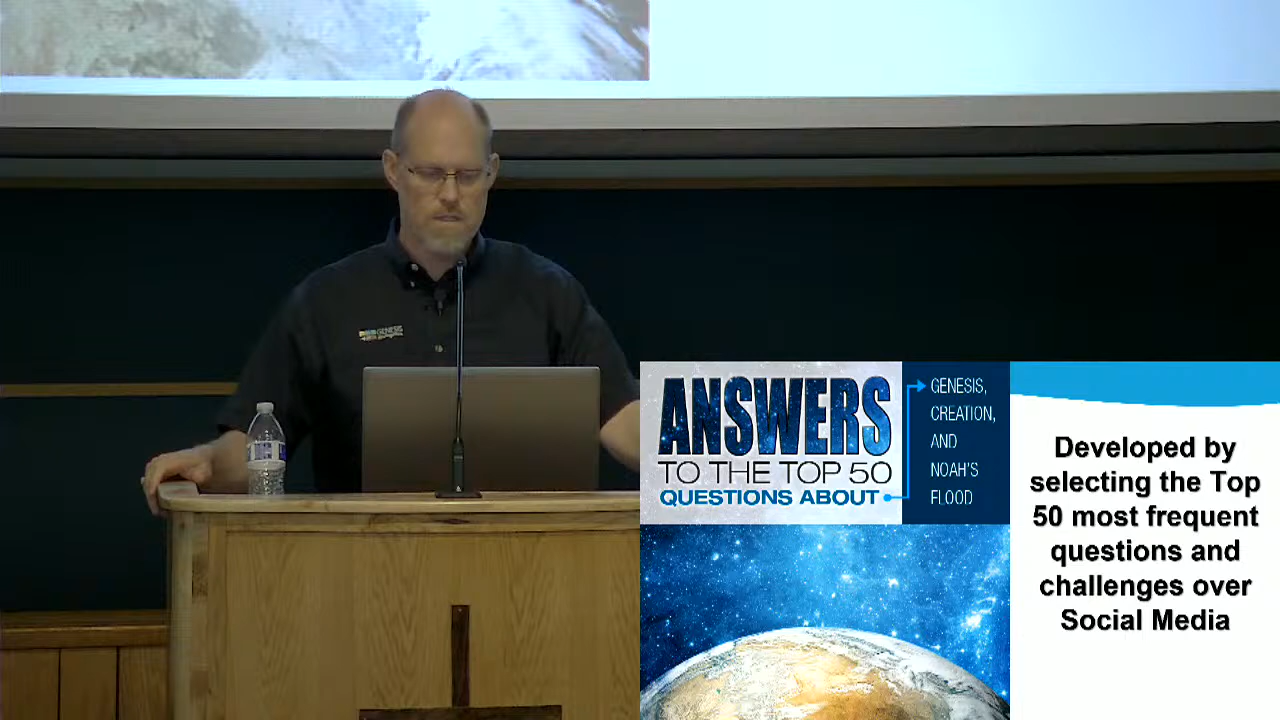 GENESIS
ANSWERS
TO THE TOP 50
QUESTIONS ABOUT
GENESIS,
CREATION,
AND
NOAH'S
FLOOD
Developed by
selecting the Top
50 most frequent
questions and
challenges over
Social Media